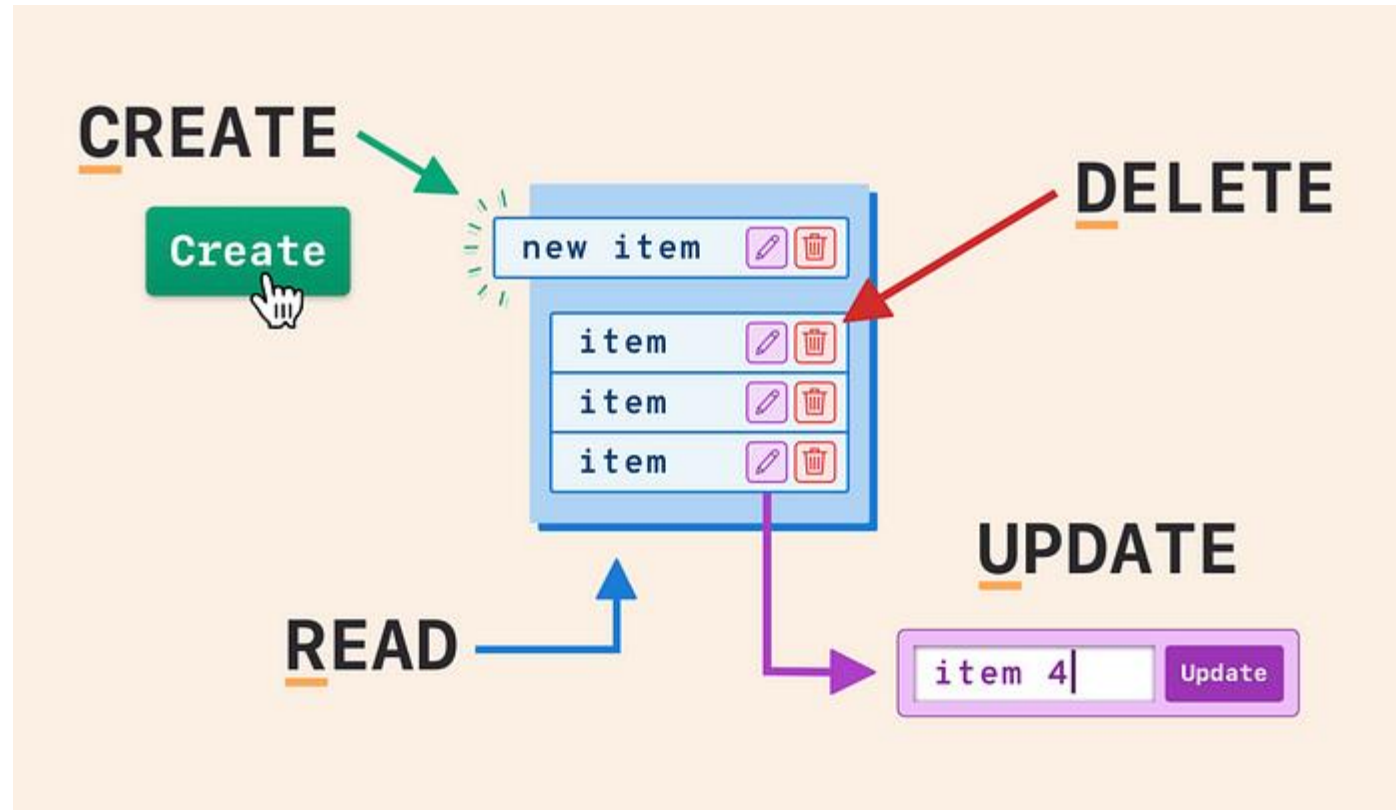 CREATE
Create
DELETE
new item
item
item
item
READ
UPDATE
item 4
Update